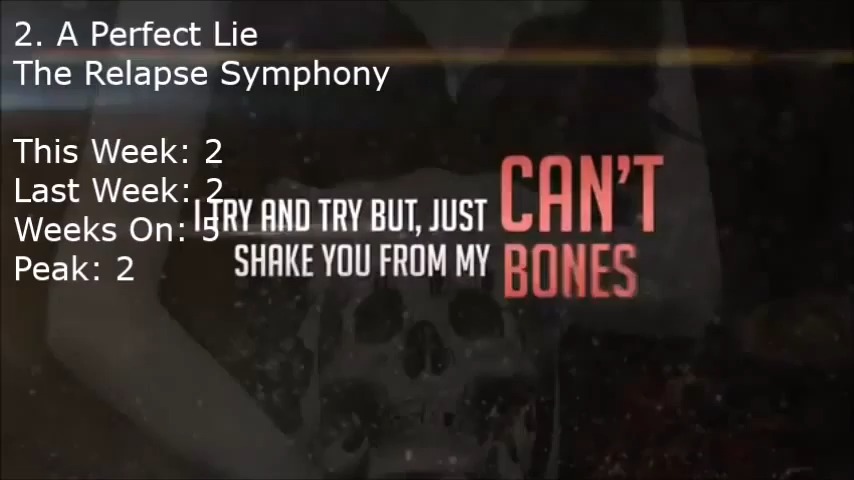 2. A Perfect Lie
The Relapse Symphony
This Week: 2
Last Week: 2
Weeks On: 5
Peak: 2
I TRY AND TRY BUT, JUST CAN'T
SHAKE YOU FROM MY BONES